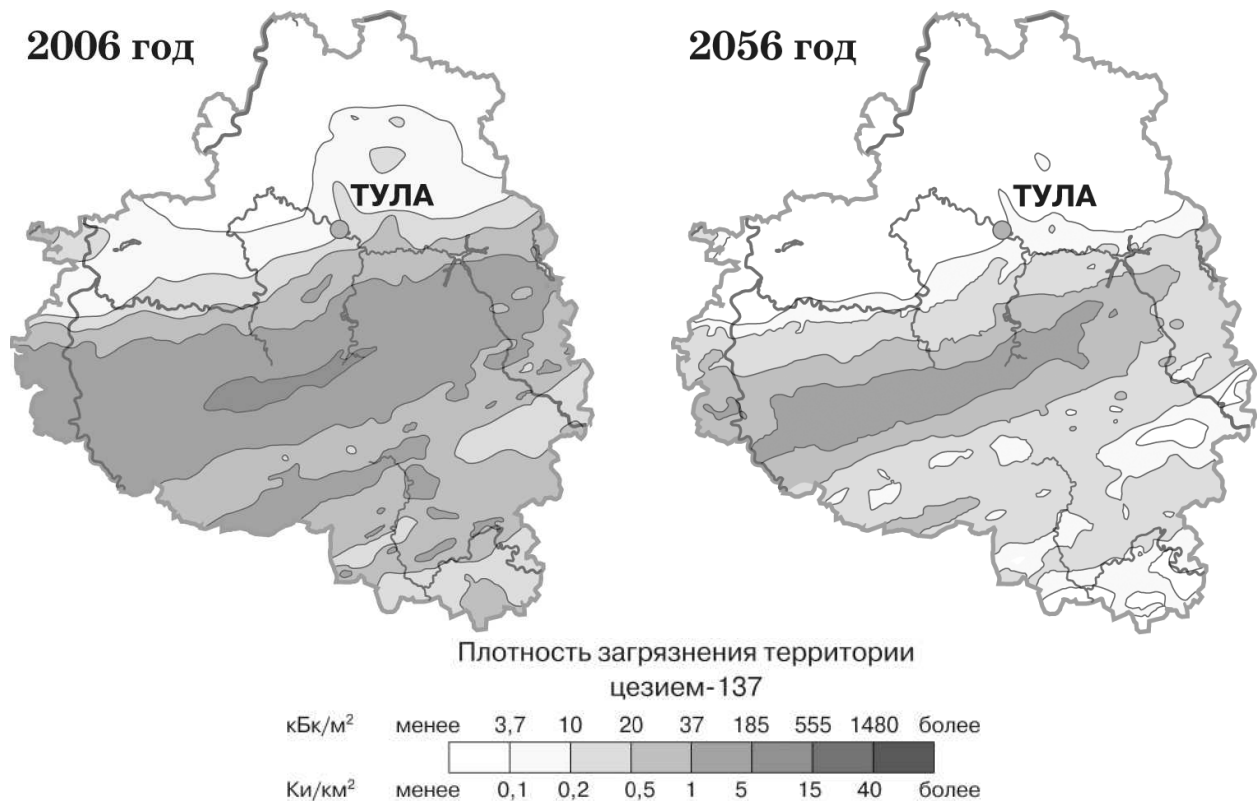 2006 год
2056 год
ТУЛА
ТУЛА
Плотность загрязнения территории
цезием-137
кБк/м² менее 3,7 10 20 37 185 555 1480 более
Ки/км² менее 0,1 0,2 0,5 1 5 15 40 более